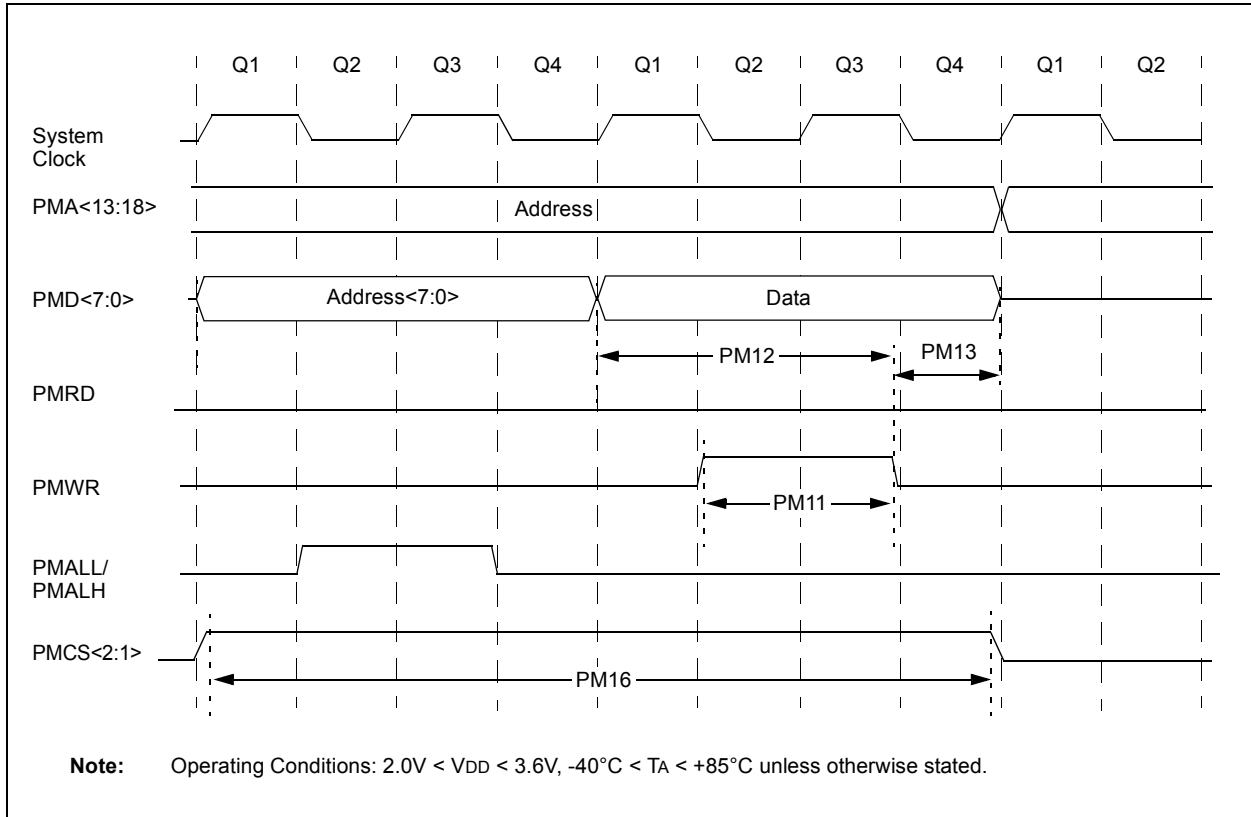 Q1 Q2 Q3 Q4 Q1 Q2 Q3 Q4 Q1 Q2
System
Clock
PMA<13:18>
Address
PMD<7:0>
Address<7:0>
Data
PM12
PM13
PMRD
PMWR
PM11
PMALL/
PMALH
PMCS<2:1>
PM16
Note: Operating Conditions: 2.0V < VDD < 3.6V, -40°C < TA < +85°C unless otherwise stated.